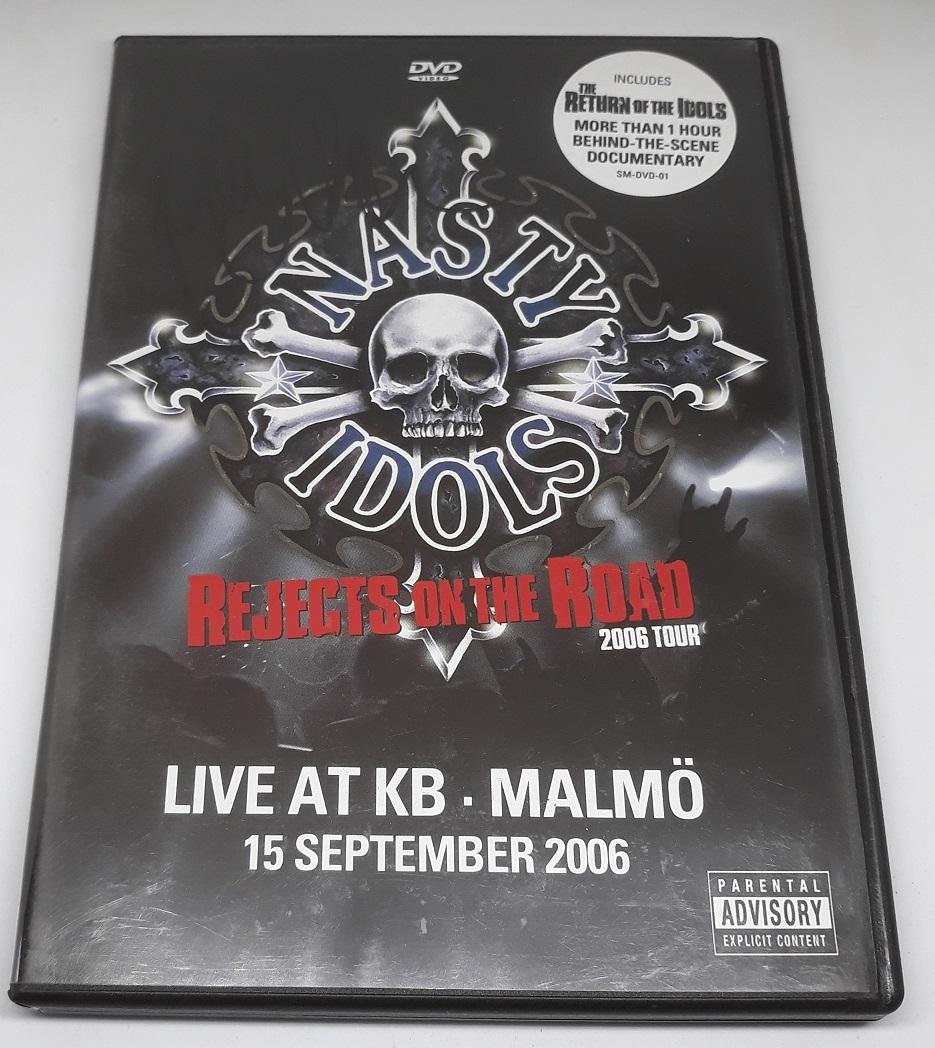 DVD
VIDEO
INCLUDES
THE
RETURN OF THE IDOLS
MORE THAN 1 HOUR
BEHIND-THE-SCENE
DOCUMENTARY
SM-DVD-01
NASTY
IDOLS
REJECTS ON THE ROAD
2006 TOUR
LIVE AT KB · MALMÖ
15 SEPTEMBER 2006
PARENTAL
ADVISORY
EXPLICIT CONTENT